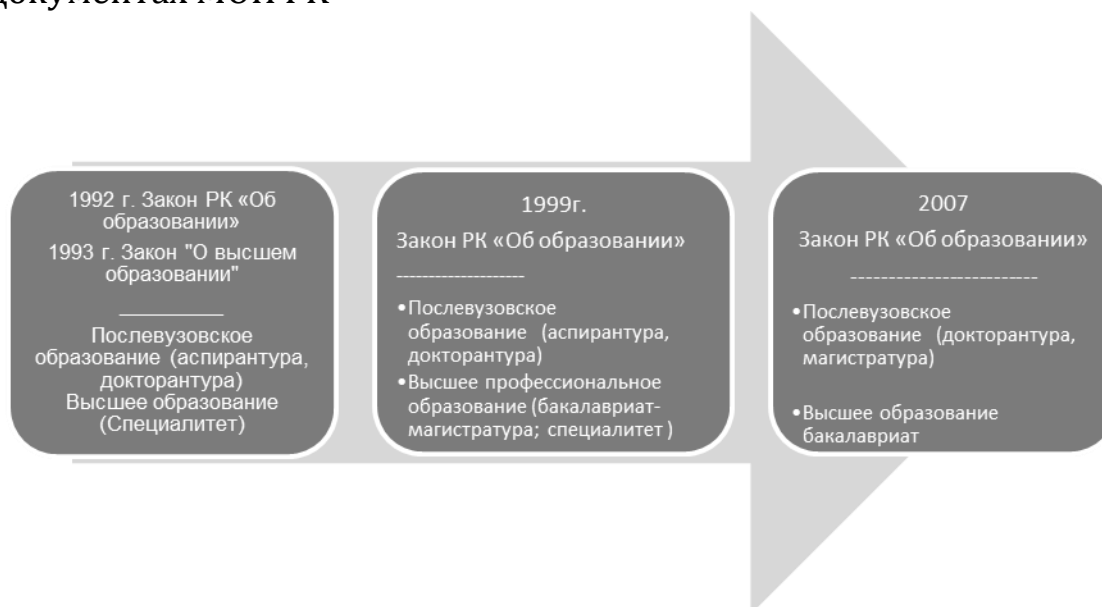 документах МОН РК
1992 г. Закон РК «Об
образовании»
1993 г. Закон "О высшем
образовании"
__________
Послевузовское
образование (аспирантура,
докторантура)
Высшее образование
(Специалитет)
1999г.
Закон РК «Об образовании»
--------------------
•Послевузовское
образование (аспирантура,
докторантура)
•Высшее профессиональное
образование (бакалавриат-
магистратура; специалитет )
2007
Закон РК «Об образовании»
--------------------------
•Послевузовское
образование (докторантура,
магистратура)
•Высшее образование
бакалавриат